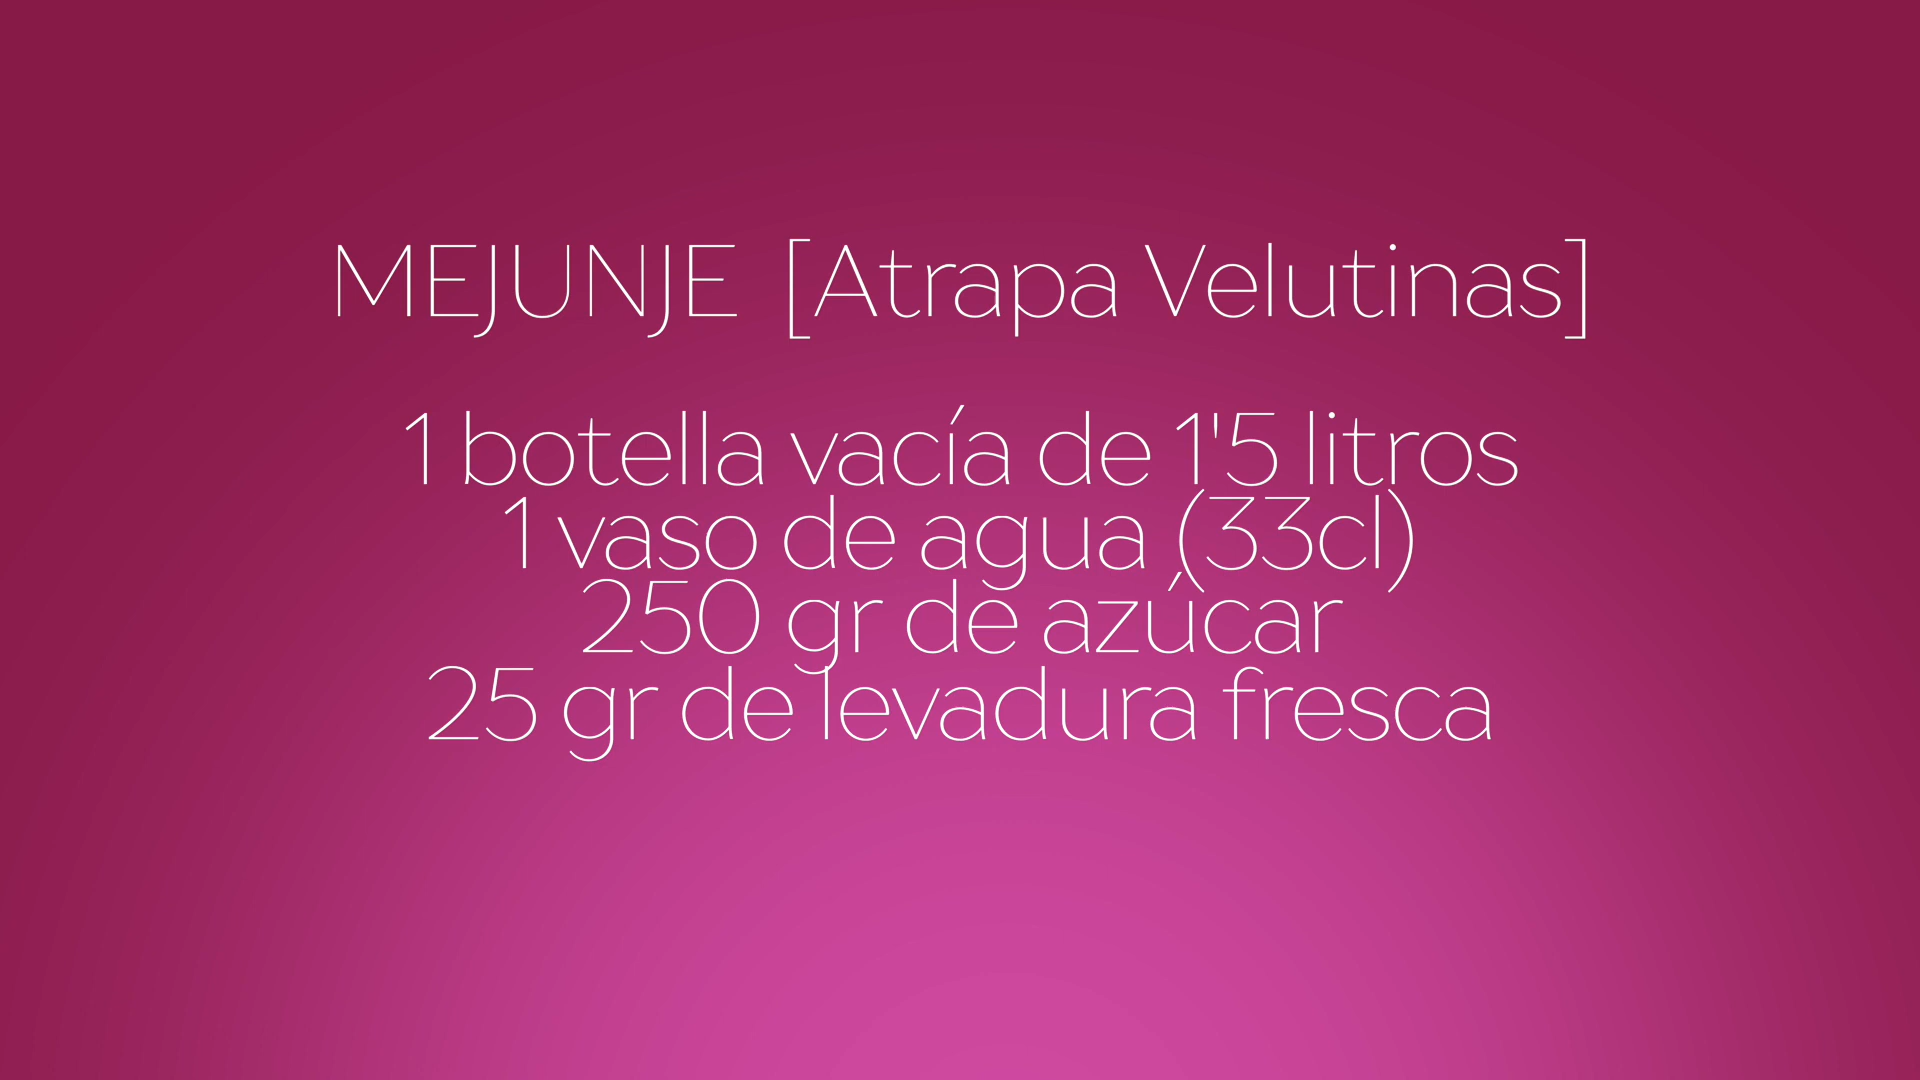 MEJUNJE [Atrapa Velutinas]
1 botella vacía de 1'5 litros
1 vaso de agua (33cl)
250 gr de azúcar
25 gr de levadura fresca